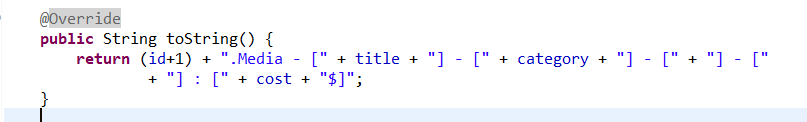 @Override
public String toString() {
return (id+1) + ".Media - [" + title + "] - [" + category + "] - [" + "] - ["
+ "] : [" + cost + "$]";
}